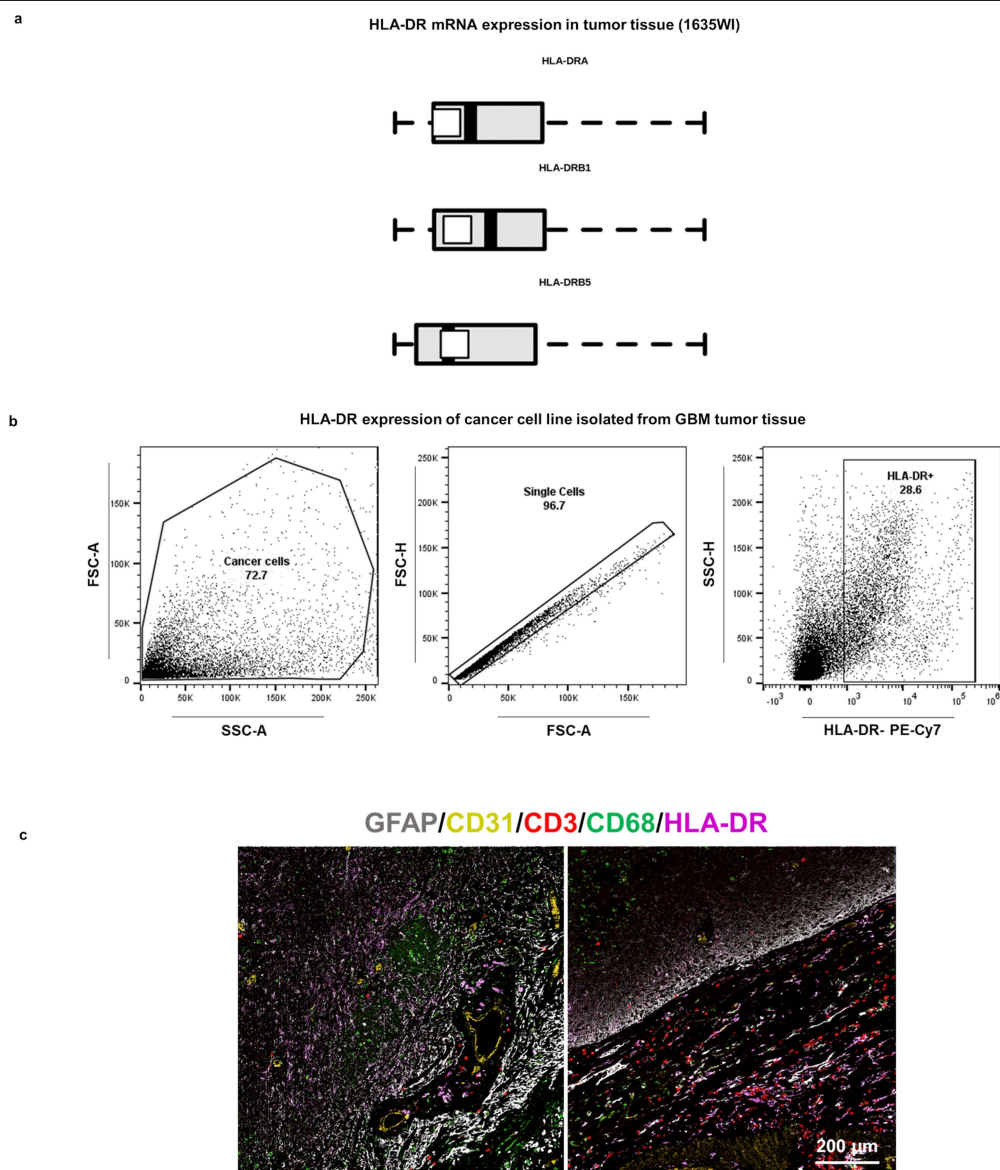 a
HLA-DR mRNA expression in tumor tissue (1635WI)
HLA-DRA
HLA-DRB1
HLA-DRB5
b
HLA-DR expression of cancer cell line isolated from GBM tumor tissue
FSC-A
150K
100K
50K
0
Cancer cells
72.7
0 50K 100K 150K 200K 250K
SSC-A
FSC-H
250K
200K
150K
100K
50K
0
Single Cells
96.7
0 50K 100K 150K
FSC-A
SSC-H
250K
200K
150K
100K
50K
0
HLA-DR+
28.6
-10³ 0 10³ 10⁴ 10⁵ 10⁶
HLA-DR- PE-Cy7
c
GFAP/CD31/CD3/CD68/HLA-DR
200 µm